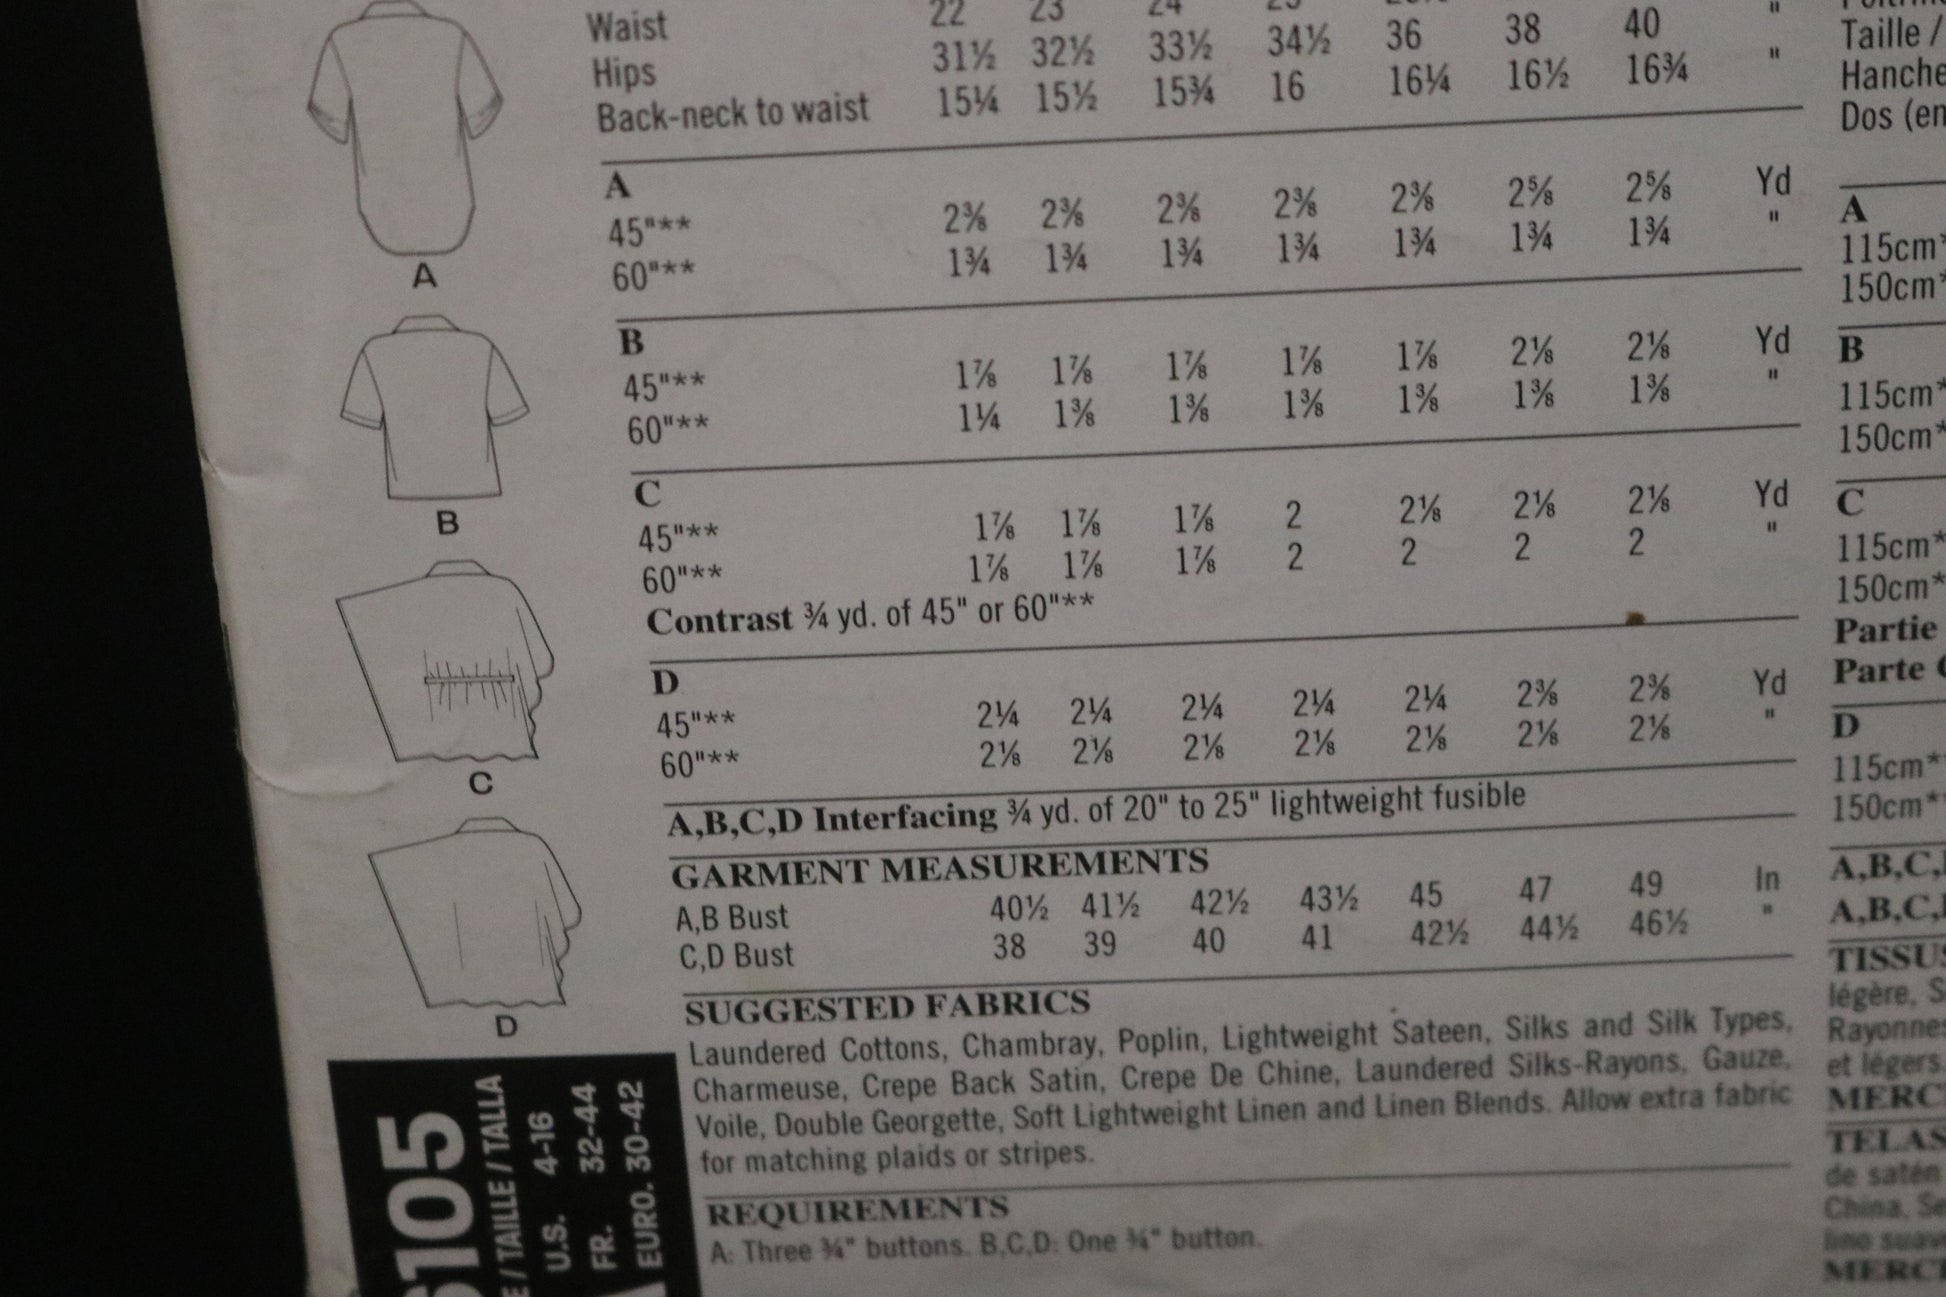 Waist 22 23 24
Hips 31½ 32½ 33½ 34½ 36 38 40 "
Back-neck to waist 15¼ 15½ 15¾ 16 16¼ 16½ 16¾ "
A
45"** 2⅜ 2⅜ 2⅜ 2⅜ 2⅜ 2⅝ 2⅝ Yd
60"** 1¾ 1¾ 1¾ 1¾ 1¾ 1¾ 1¾ "
B
45"** 1⅞ 1⅞ 1⅞ 1⅞ 1⅞ 2⅛ 2⅛ Yd
60"** 1¼ 1⅜ 1⅜ 1⅜ 1⅜ 1⅜ 1⅜ "
C
45"** 1⅞ 1⅞ 1⅞ 2 2⅛ 2⅛ 2⅛ Yd
60"** 1⅞ 1⅞ 1⅞ 2 2 2 2 "
Contrast ¾ yd. of 45" or 60"**
D
45"** 2¼ 2¼ 2¼ 2¼ 2¼ 2⅜ 2⅜ Yd
60"** 2⅛ 2⅛ 2⅛ 2⅛ 2⅛ 2⅛ 2⅛ "
A,B,C,D Interfacing ¾ yd. of 20" to 25" lightweight fusible
GARMENT MEASUREMENTS
A,B Bust 40½ 41½ 42½ 43½ 45 47 49 In
C,D Bust 38 39 40 41 42½ 44½ 46½ "
SUGGESTED FABRICS
Laundered Cottons, Chambray, Poplin, Lightweight Sateen, Silks and Silk Types,
Charmeuse, Crepe Back Satin, Crepe De Chine, Laundered Silks-Rayons, Gauze,
Voile, Double Georgette, Soft Lightweight Linen and Linen Blends. Allow extra fabric
for matching plaids or stripes.
REQUIREMENTS
A: Three ¾" buttons. B,C,D: One ¾" button.
A
B
C
D
6105
/ TAILLE / TALLA
U.S. 4-16
FR. 32-44
EURO. 30-42
Taille /
Hanche
Dos (en
A
115cm*
150cm*
B
115cm*
150cm*
C
115cm*
150cm*
Partie
Parte
D
115cm*
150cm*
A,B,C,
A,B,C,
TISSUS
légère, S
Rayonnes
et légers.
MERC
TELAS
de satén
China, Se
lino suav
MERC